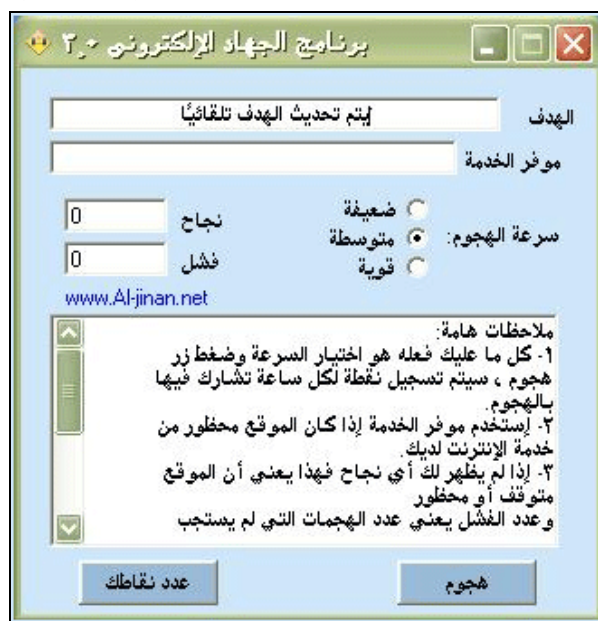 برنامج الجهاد الإلكتروني ٣.٠
الهدف
يتم تحديث الهدف تلقائيًا
موفر الخدمة
سرعة الهجوم:
ضعيفة
متوسطة
قوية
نجاح
0
فشل
0
www.Al-jinan.net
ملاحظات هامة:
١- كل ما عليك فعله هو اختيار السرعة وضغط زر
هجوم ، سيتم تسجيل نقطة لكل ساعة تشارك فيها
بالهجوم.
٢- إستخدم موفر الخدمة إذا كان الموقع محظور من
خدمة الإنترنت لديك.
٣- إذا لم يظهر لك أي نجاح فهذا يعني أن الموقع
متوقف أو محظور
وعدد الفشل يعني عدد الهجمات التي لم يستجب
هجوم
عدد نقاطك